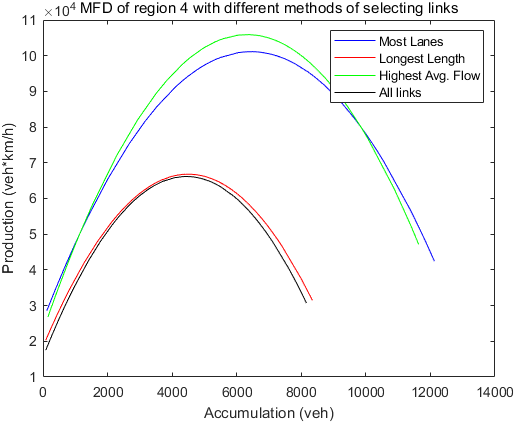 ×10⁴ MFD of region 4 with different methods of selecting links
11
10
9
8
7
6
5
4
3
2
1
Production (veh*km/h)
Most Lanes
Longest Length
Highest Avg. Flow
All links
0 2000 4000 6000 8000 10000 12000 14000
Accumulation (veh)